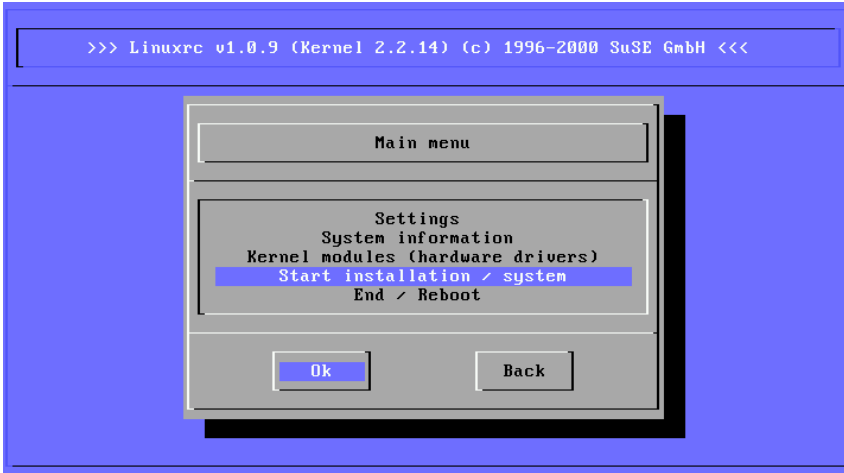 >>> Linuxrc v1.0.9 (Kernel 2.2.14) (c) 1996-2000 SuSE GmbH <<<
Main menu
Settings
System information
Kernel modules (hardware drivers)
Start installation / system
End / Reboot
Ok Back